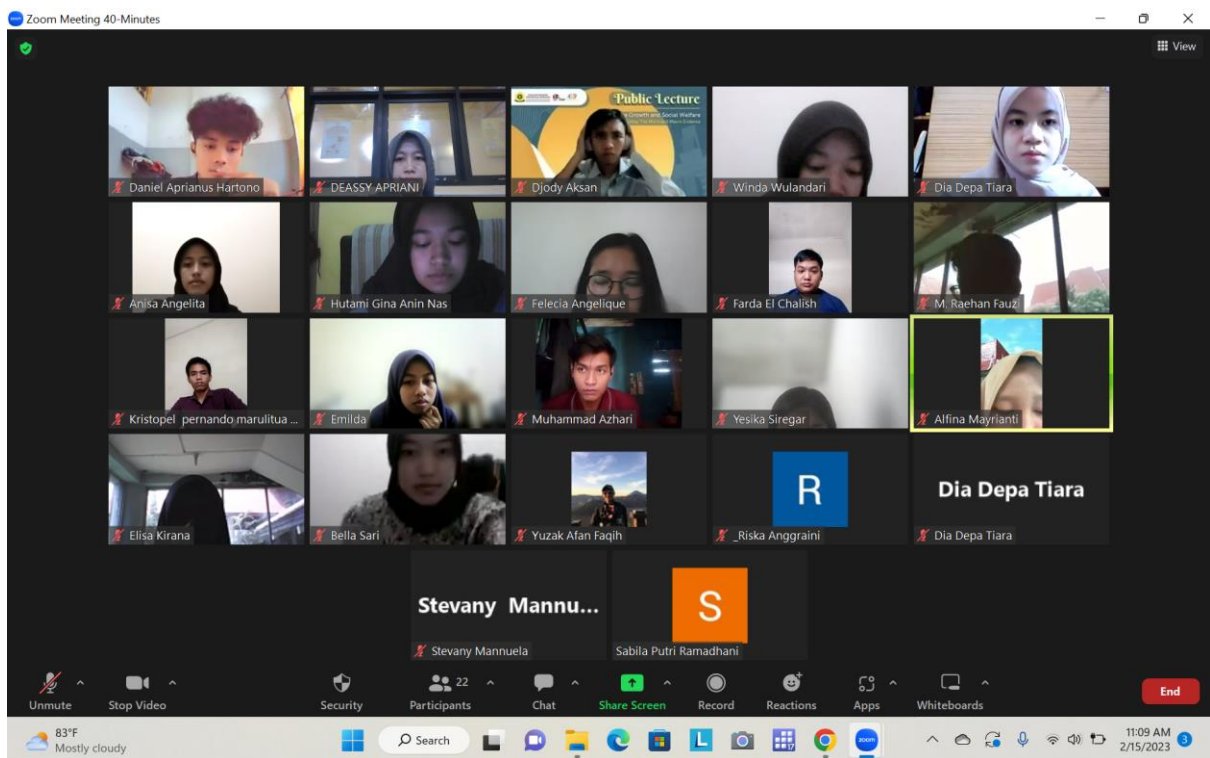 Zoom Meeting 40-Minutes
View
Public Lecture
Daniel Aprianus Hartono
DEASSY APRIANI
Djody Aksan
Winda Wulandari
Dia Depa Tiara
Anisa Angelita
Hutami Gina Anin Nas
Felecia Angelique
Farda El Chalish
M. Raehan Fauzi
Kristopel pernando marulitua ...
Emilda
Muhammad Azhari
Yesika Siregar
Alfina Mayrianti
Elisa Kirana
Bella Sari
Yuzak Afan Faqih
R
_Riska Anggraini
Dia Depa Tiara
Dia Depa Tiara
Stevany Mannu...
Stevany Mannuela
S
Sabila Putri Ramadhani
Unmute
Stop Video
Security
22
Participants
Chat
Share Screen
Record
Reactions
Apps
Whiteboards
End
83°F
Mostly cloudy
Search
L
17
zoom
11:09 AM
2/15/2023
3